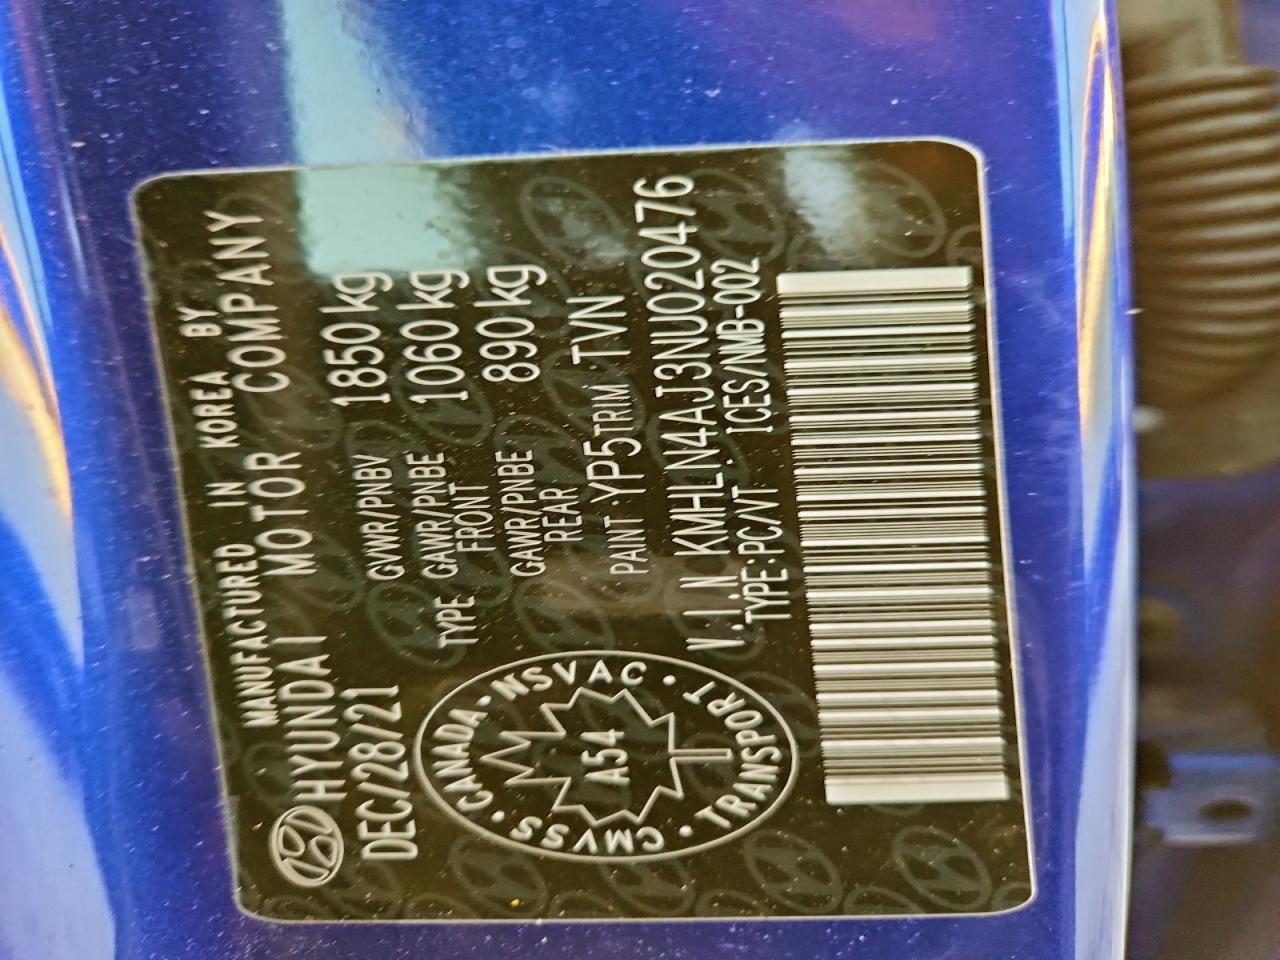 MANUFACTURED IN KOREA BY
HYUNDAI MOTOR COMPANY
DEC/28/21
GVWR/PNBV 1850 kg
TYPE GAWR/PNBE FRONT 1060 kg
GAWR/PNBE REAR 890 kg
PAINT YP5 TRIM TVN
V.I.N KMHLN4AJ3NU020476
TYPE:PC/VT ICES/NMB-002
CANADA · NSVAC · TRANSPORT · CMVSS ·
A54